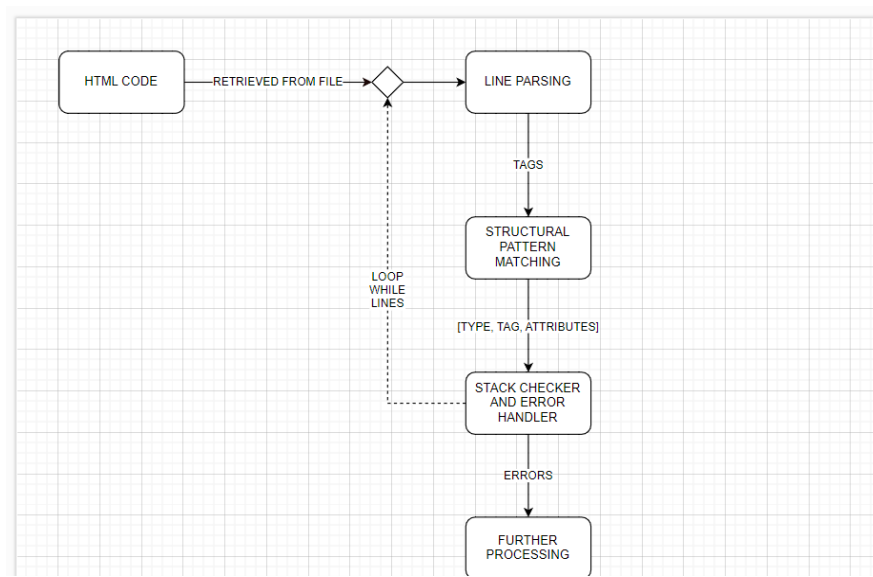 HTML CODE
RETRIEVED FROM FILE
LINE PARSING
TAGS
STRUCTURAL
PATTERN
MATCHING
LOOP
WHILE
LINES
[TYPE, TAG, ATTRIBUTES]
STACK CHECKER
AND ERROR
HANDLER
ERRORS
FURTHER
PROCESSING